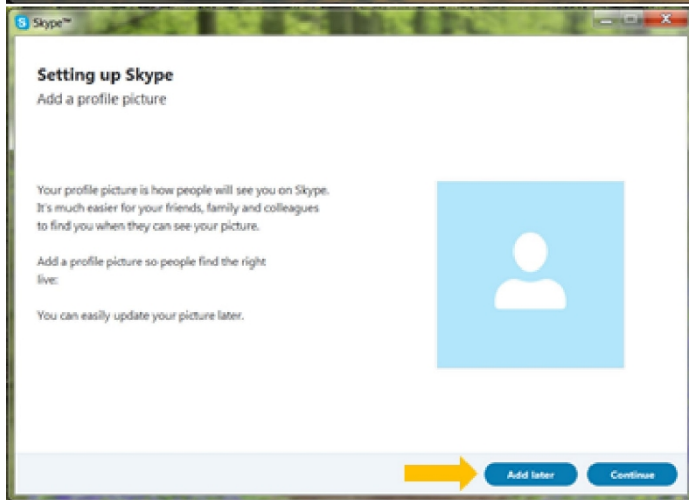 Skype™
Setting up Skype
Add a profile picture
Your profile picture is how people will see you on Skype.
It's much easier for your friends, family and colleagues
to find you when they can see your picture.
Add a profile picture so people find the right
live:
You can easily update your picture later.
Add later
Continue